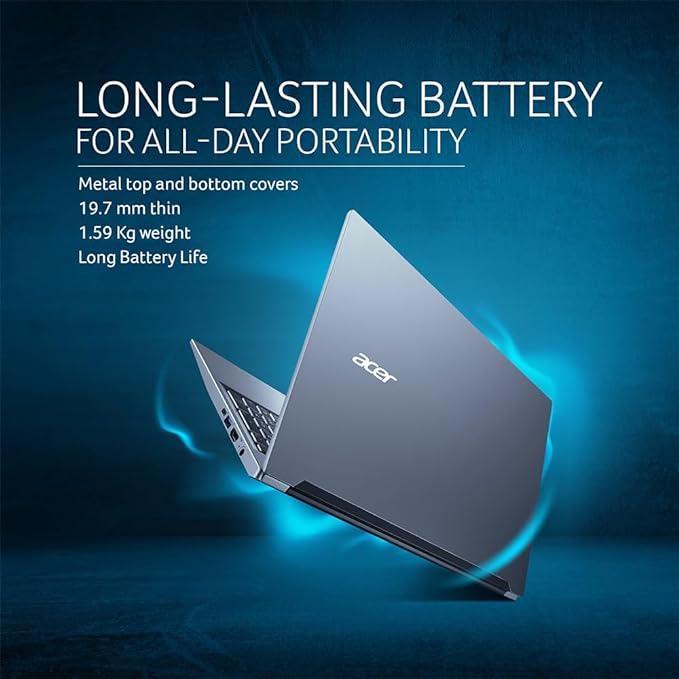 LONG-LASTING BATTERY
FOR ALL-DAY PORTABILITY
Metal top and bottom covers
19.7 mm thin
1.59 Kg weight
Long Battery Life
acer